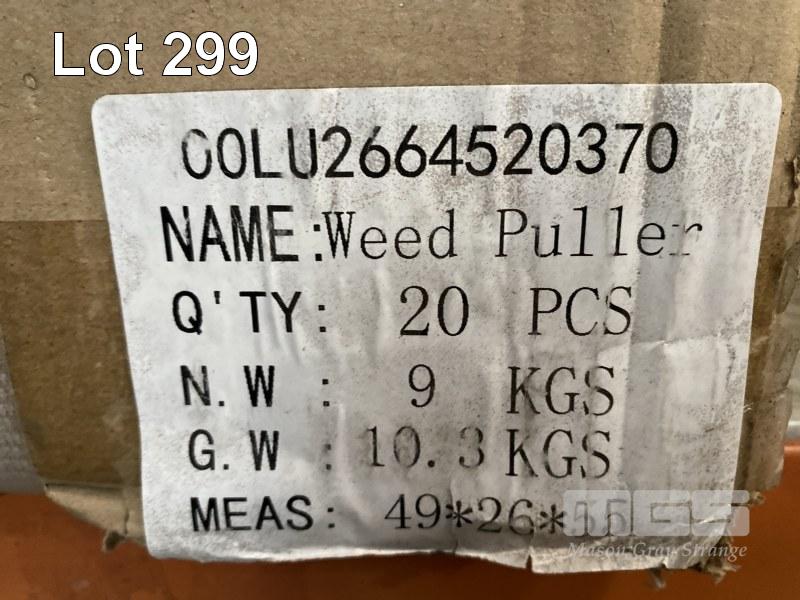 Lot 299
COLU2664520370
NAME:Weed Puller
Q'TY: 20 PCS
N.W : 9 KGS
G.W : 10.3 KGS
MEAS: 49*26*
MGS
Mason Gray Strange